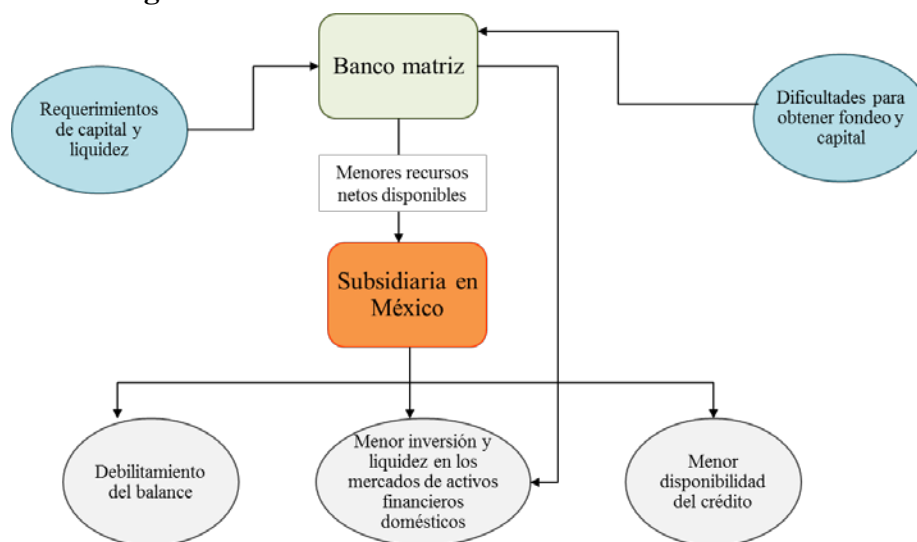 Banco matriz
Requerimientos
de capital y
liquidez
Dificultades para
obtener fondeo y
capital
Menores recursos
netos disponibles
Subsidiaria en
México
Debilitamiento
del balance
Menor inversión y
liquidez en los
mercados de activos
financieros
domésticos
Menor
disponibilidad
del crédito